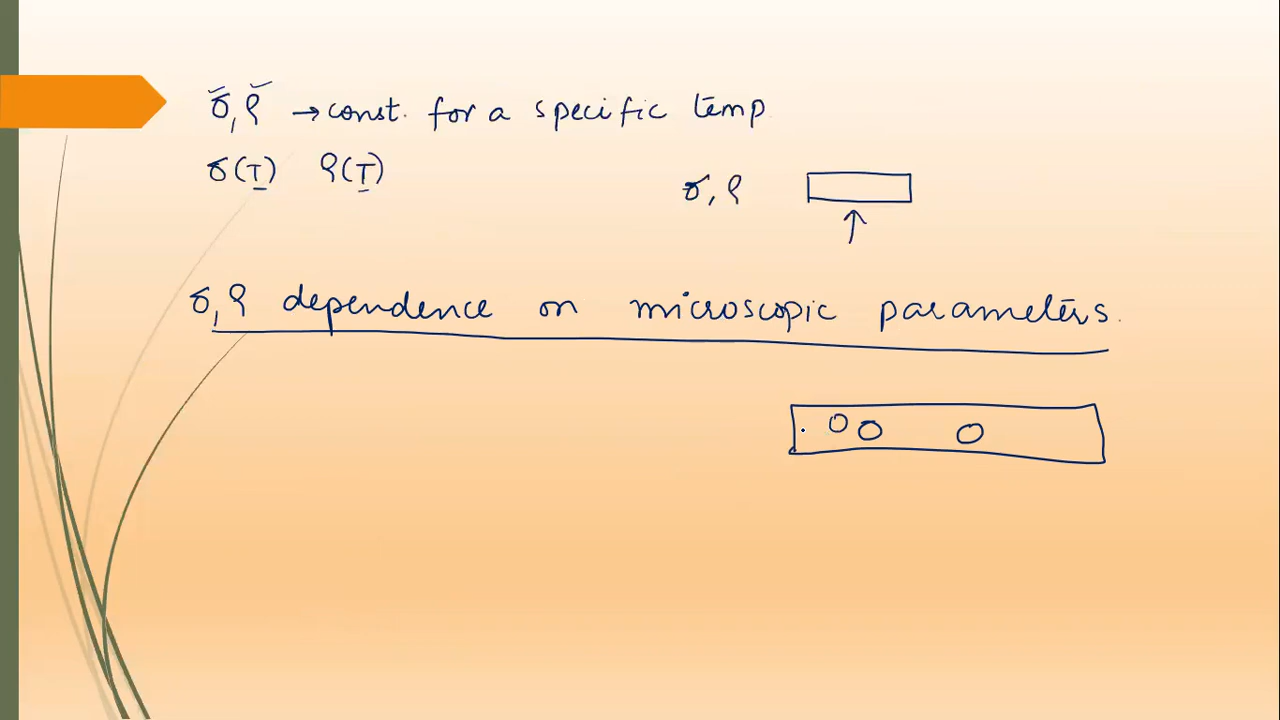 σ, ρ → const. for a specific temp
σ(T) ρ(T)
σ, ρ
σ, ρ dependence on microscopic parameters.